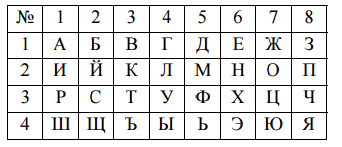 № 1 2 3 4 5 6 7 8
1 А Б В Г Д Е Ж З
2 И Й К Л М Н О П
3 Р С Т У Ф Х Ц Ч
4 Ш Щ Ъ Ы Ь Э Ю Я